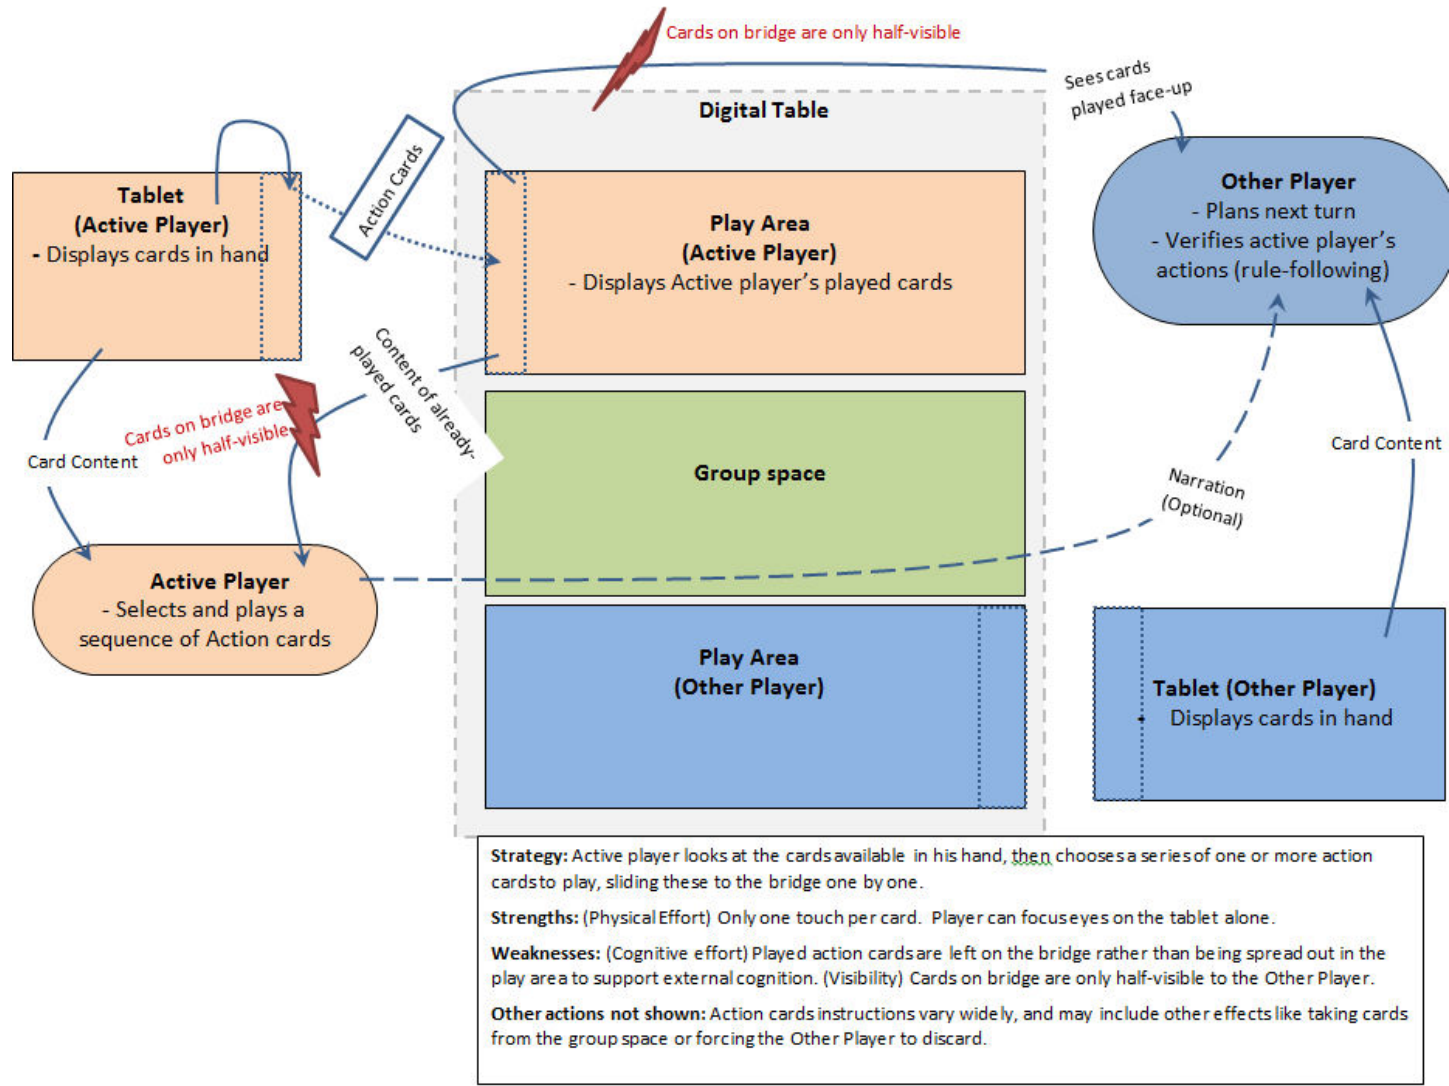 Cards on bridge are only half-visible
Sees cards
played face-up
Digital Table
Action Cards
Tablet
(Active Player)
- Displays cards in hand
Play Area
(Active Player)
- Displays Active player's played cards
Other Player
- Plans next turn
- Verifies active player's
actions (rule-following)
Content of already-
played cards
Cards on bridge are
only half-visible
Card Content
Group space
Card Content
Narration
(Optional)
Active Player
- Selects and plays a
sequence of Action cards
Play Area
(Other Player)
Tablet (Other Player)
- Displays cards in hand
Strategy: Active player looks at the cards available in his hand, then chooses a series of one or more action
cards to play, sliding these to the bridge one by one.
Strengths: (Physical Effort) Only one touch per card. Player can focus eyes on the tablet alone.
Weaknesses: (Cognitive effort) Played action cards are left on the bridge rather than being spread out in the
play area to support external cognition. (Visibility) Cards on bridge are only half-visible to the Other Player.
Other actions not shown: Action cards instructions vary widely, and may include other effects like taking cards
from the group space or forcing the Other Player to discard.